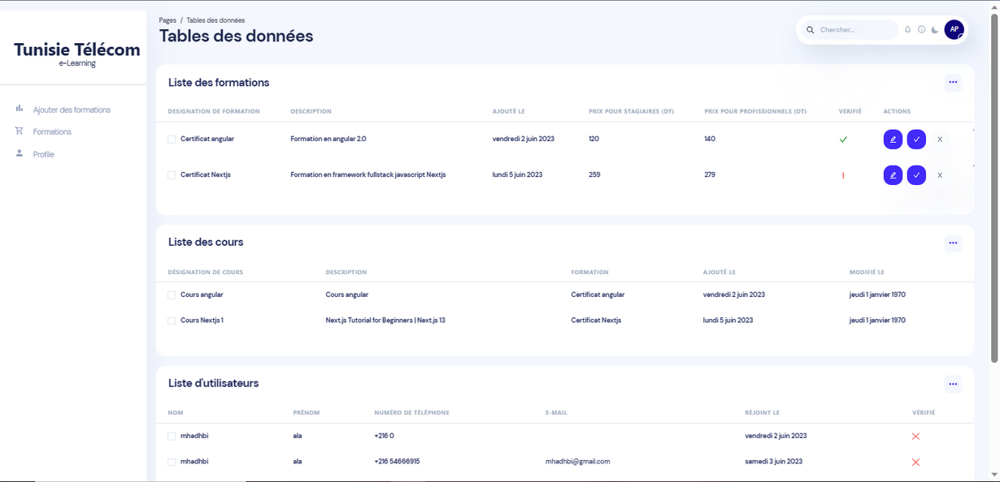 Pages / Tables des données
Tables des données
Chercher...
AP
Tunisie Télécom
e-Learning
Ajouter des formations
Formations
Profile
Liste des formations
DESIGNATION DE FORMATION DESCRIPTION AJOUTÉ LE PRIX POUR STAGIAIRES (DT) PRIX POUR PROFISSIONNELS (DT) VERIFIÉ ACTIONS
Certificat angular Formation en angular 2.0 vendredi 2 juin 2023 120 140 X
Certificat Nextjs Formation en framework fullstack javascript Nextjs lundi 5 juin 2023 259 279 ! X
Liste des cours
DÉSIGNATION DE COURS DESCRIPTION FORMATION AJOUTÉ LE MODIFIÉ LE
Cours angular Cours angular Certificat angular vendredi 2 juin 2023 jeudi 1 janvier 1970
Cours Nextjs 1 Next.js Tutorial for Beginners | Next.js 13 Certificat Nextjs lundi 5 juin 2023 jeudi 1 janvier 1970
Liste d'utilisateurs
NOM PRÉNOM NUMÉRO DE TÉLÉPHONE E-MAIL RÉJOINT LE VÉRIFIÉ
mhadhbi ala +216 0 vendredi 2 juin 2023
mhadhbi ala +216 54666915 mhadhbi@gmail.com samedi 3 juin 2023